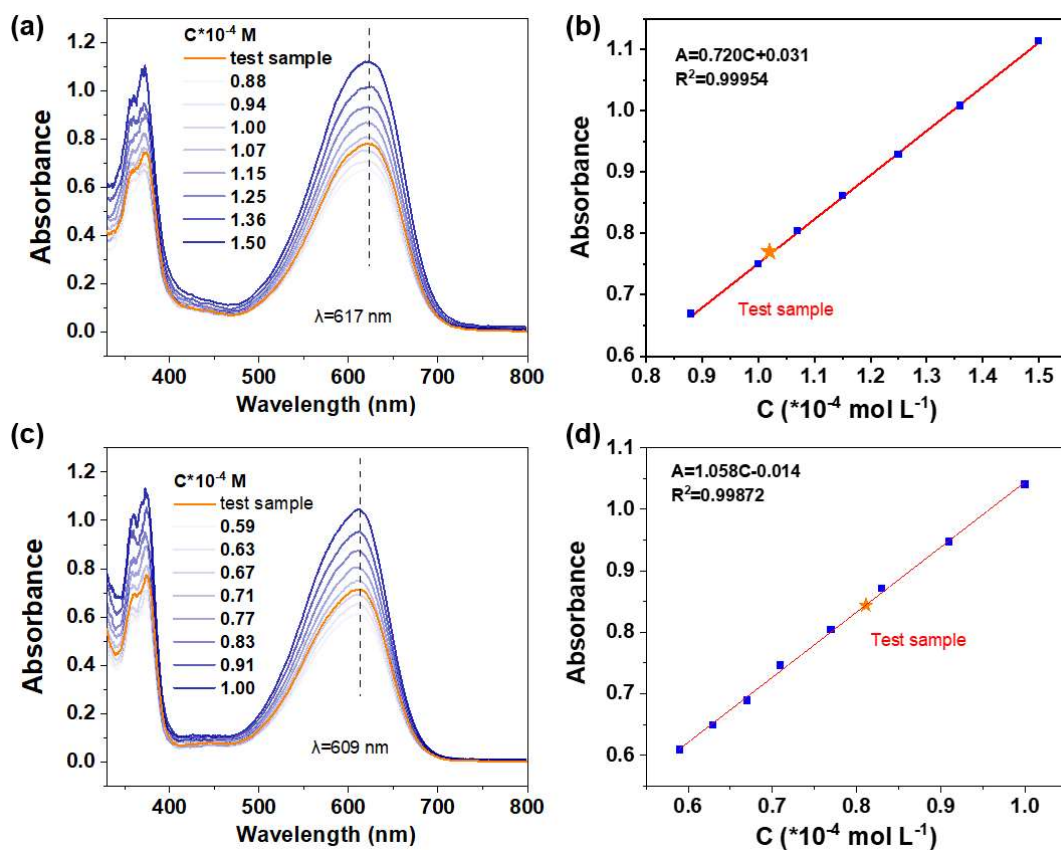 (a)
C*10⁻⁴ M
test sample
0.88
0.94
1.00
1.07
1.15
1.25
1.36
1.50
λ=617 nm
1.2
1.0
0.8
0.6
0.4
0.2
0.0
Absorbance
400 500 600 700 800
Wavelength (nm)
(b)
A=0.720C+0.031
R²=0.99954
Test sample
1.1
1.0
0.9
0.8
0.7
0.6
Absorbance
0.8 0.9 1.0 1.1 1.2 1.3 1.4 1.5
C (*10⁻⁴ mol L⁻¹)
(c)
C*10⁻⁴ M
test sample
0.59
0.63
0.67
0.71
0.77
0.83
0.91
1.00
λ=609 nm
1.2
1.0
0.8
0.6
0.4
0.2
0.0
Absorbance
400 500 600 700 800
Wavelength (nm)
(d)
A=1.058C-0.014
R²=0.99872
Test sample
1.1
1.0
0.9
0.8
0.7
0.6
Absorbance
0.6 0.7 0.8 0.9 1.0
C (*10⁻⁴ mol L⁻¹)